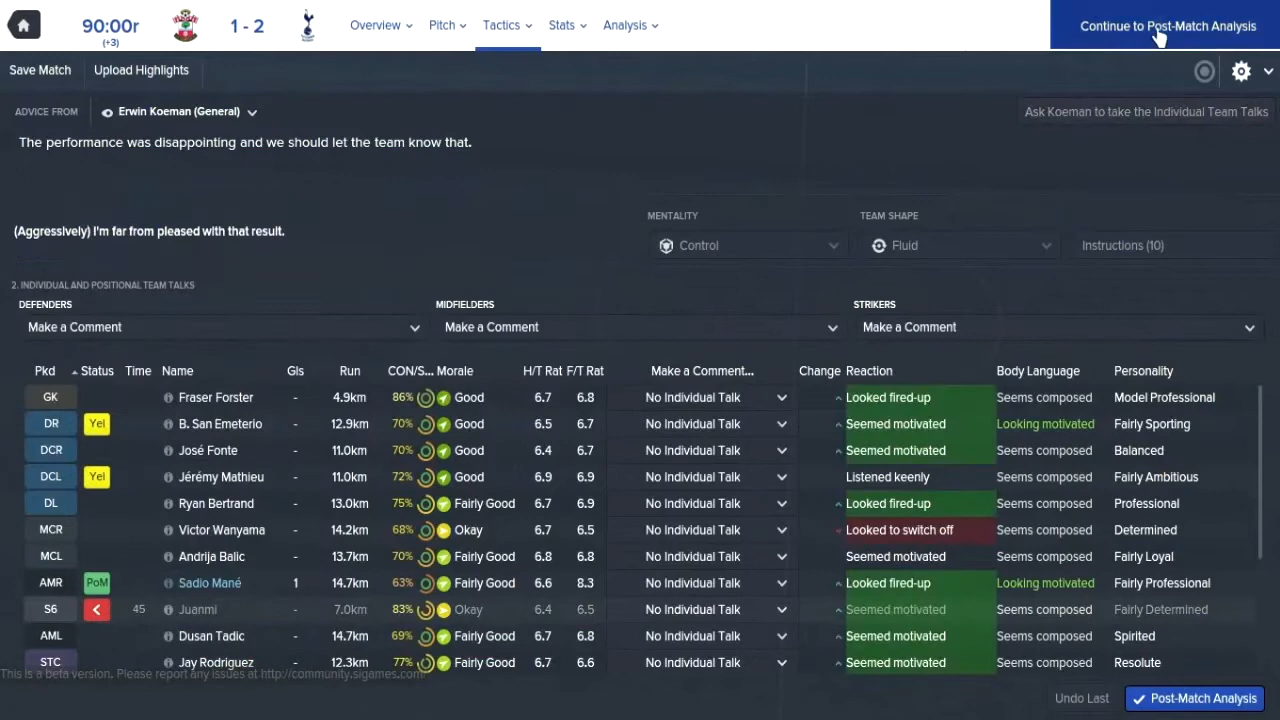 90:00r
(+3)
1 - 2
Overview
Pitch
Tactics
Stats
Analysis
Continue to Post-Match Analysis
Save Match
Upload Highlights
ADVICE FROM
Erwin Koeman (General)
Ask Koeman to take the Individual Team Talks
The performance was disappointing and we should let the team know that.
MENTALITY
TEAM SHAPE
(Aggressively) I'm far from pleased with that result.
Control
Fluid
Instructions (10)
2. INDIVIDUAL AND POSITIONAL TEAM TALKS
DEFENDERS
MIDFIELDERS
STRIKERS
Make a Comment
Make a Comment
Make a Comment
Pkd Status Time Name Gls Run CON/S... Morale H/T Rat F/T Rat Make a Comment... Change Reaction Body Language Personality
GK Fraser Forster - 4.9km 86% Good 6.7 6.8 No Individual Talk Looked fired-up Seems composed Model Professional
DR Yel B. San Emeterio - 12.9km 70% Good 6.5 6.7 No Individual Talk Seemed motivated Looking motivated Fairly Sporting
DCR José Fonte - 11.0km 70% Good 6.4 6.7 No Individual Talk Seemed motivated Seems composed Balanced
DCL Yel Jérémy Mathieu - 11.0km 72% Good 6.9 6.9 No Individual Talk Listened keenly Seems composed Fairly Ambitious
DL Ryan Bertrand - 13.0km 75% Fairly Good 6.7 6.9 No Individual Talk Looked fired-up Seems composed Professional
MCR Victor Wanyama - 14.2km 68% Okay 6.7 6.5 No Individual Talk Looked to switch off Seems composed Determined
MCL Andrija Balic - 13.7km 70% Fairly Good 6.8 6.8 No Individual Talk Seemed motivated Seems composed Fairly Loyal
AMR PoM Sadio Mané 1 14.7km 63% Fairly Good 6.6 8.3 No Individual Talk Looked fired-up Looking motivated Fairly Professional
S6 45 Juanmi - 7.0km 83% Okay 6.4 6.5 No Individual Talk Seemed motivated Seems composed Fairly Determined
AML Dusan Tadic - 14.7km 69% Fairly Good 6.7 6.8 No Individual Talk Seemed motivated Seems composed Spirited
STC Jay Rodriguez - 12.3km 77% Fairly Good 6.7 6.6 No Individual Talk Seemed motivated Seems composed Resolute
This is a beta version. Please report any issues at http://community.sigames.com
Undo Last
Post-Match Analysis